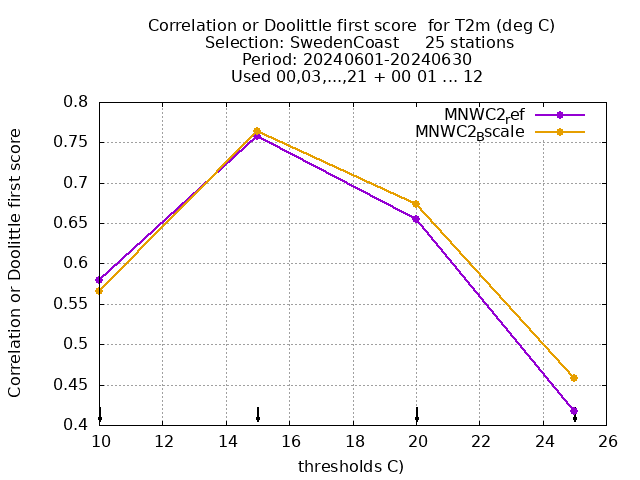 Correlation or Doolittle first score  for T2m (deg C)
Selection: SwedenCoast     25 stations
Period: 20240601-20240630
Used 00,03,...,21 + 00 01 ... 12
Correlation or Doolittle first score
0.8
0.75
0.7
0.65
0.6
0.55
0.5
0.45
0.4
MNWC2ref
MNWC2Bscale
10 12 14 16 18 20 22 24 26
thresholds C)